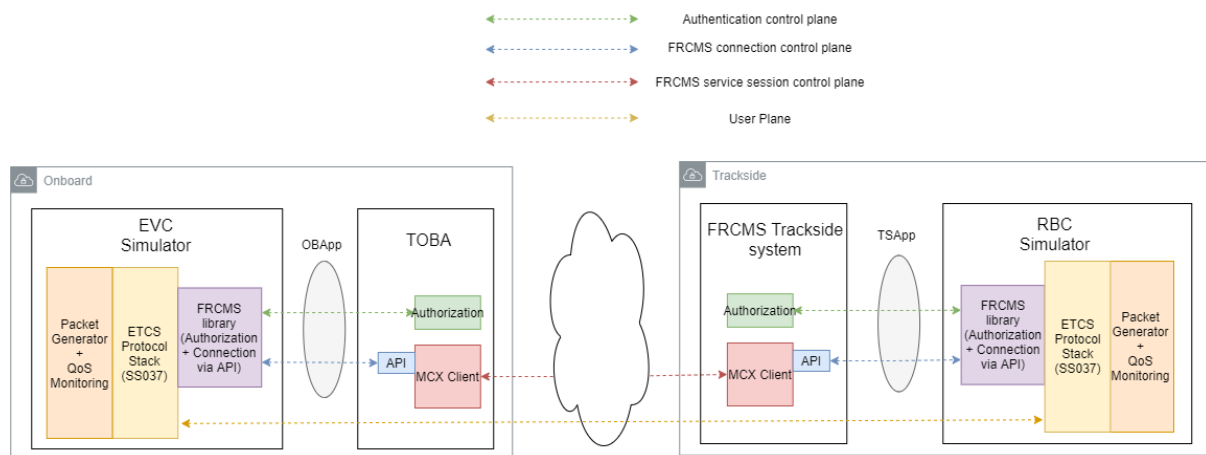 Authentication control plane
FRCMS connection control plane
FRCMS service session control plane
User Plane
Onboard
Trackside
EVC
Simulator
OBApp
TOBA
FRCMS Trackside
system
TSApp
RBC
Simulator
Packet
Generator
+
QoS
Monitoring
ETCS
Protocol
Stack
(SS037)
FRCMS
library
(Authorization
+ Connection
via API)
Authorization
API
MCX Client
Authorization
MCX Client
API
FRCMS
library
(Authorization
+ Connection
via API)
ETCS
Protocol
Stack
(SS037)
Packet
Generator
+
QoS
Monitoring